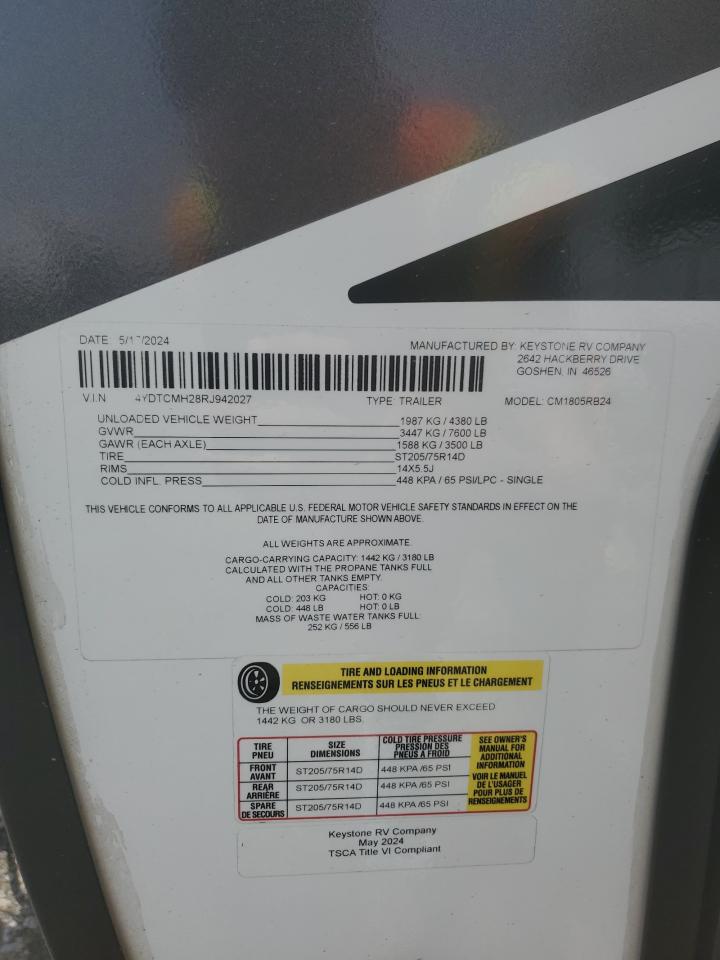 DATE 5/17/2024
MANUFACTURED BY: KEYSTONE RV COMPANY
2642 HACKBERRY DRIVE
GOSHEN, IN 46526
V.I.N 4YDTCMH28RJ942027 TYPE: TRAILER MODEL: CM1805RB24
UNLOADED VEHICLE WEIGHT 1987 KG / 4380 LB
GVWR 3447 KG / 7600 LB
GAWR (EACH AXLE) 1588 KG / 3500 LB
TIRE ST205/75R14D
RIMS 14X5.5J
COLD INFL. PRESS 448 KPA / 65 PSI/LPC - SINGLE
THIS VEHICLE CONFORMS TO ALL APPLICABLE U.S. FEDERAL MOTOR VEHICLE SAFETY STANDARDS IN EFFECT ON THE
DATE OF MANUFACTURE SHOWN ABOVE.
ALL WEIGHTS ARE APPROXIMATE.
CARGO-CARRYING CAPACITY: 1442 KG / 3180 LB
CALCULATED WITH THE PROPANE TANKS FULL
AND ALL OTHER TANKS EMPTY.
CAPACITIES:
COLD: 203 KG HOT: 0 KG
COLD: 448 LB HOT: 0 LB
MASS OF WASTE WATER TANKS FULL:
252 KG / 556 LB
TIRE AND LOADING INFORMATION
RENSEIGNEMENTS SUR LES PNEUS ET LE CHARGEMENT
THE WEIGHT OF CARGO SHOULD NEVER EXCEED
1442 KG OR 3180 LBS.
TIRE
PNEU
SIZE
DIMENSIONS
COLD TIRE PRESSURE
PRESSION DES
PNEUS A FROID
FRONT
AVANT
ST205/75R14D
448 KPA /65 PSI
REAR
ARRIÈRE
ST205/75R14D
448 KPA /65 PSI
SPARE
DE SECOURS
ST205/75R14D
448 KPA /65 PSI
SEE OWNER'S
MANUAL FOR
ADDITIONAL
INFORMATION
VOIR LE MANUEL
DE L'USAGER
POUR PLUS DE
RENSEIGNEMENTS
Keystone RV Company
May 2024
TSCA Title VI Compliant